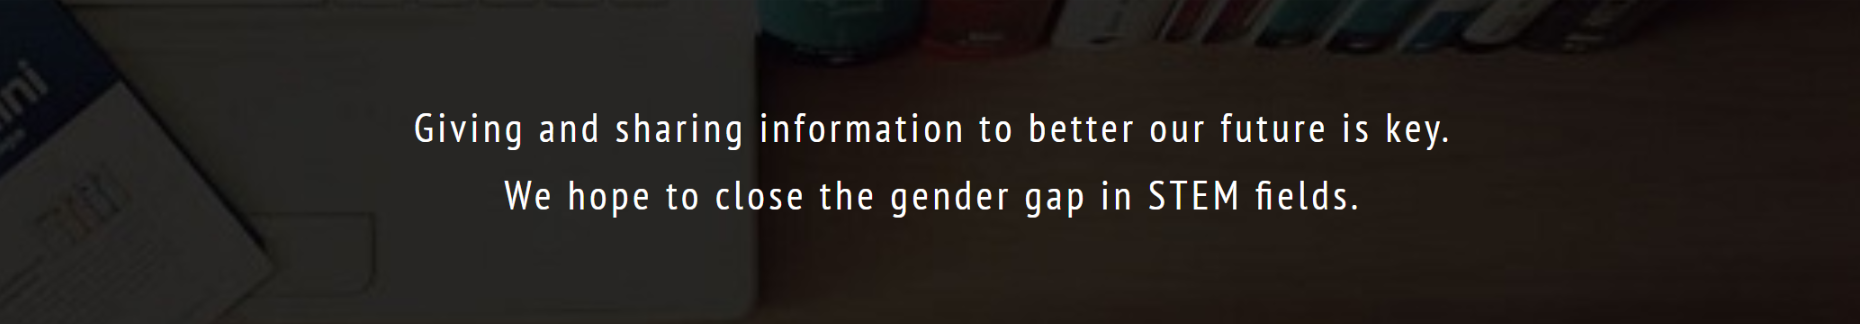 Giving and sharing information to better our future is key.
We hope to close the gender gap in STEM fields.